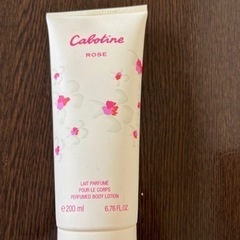 Cabotine
ROSE
LAIT PARFUMÉ
POUR LE CORPS
PERFUMED BODY LOTION
e 200 ml 6.76 FL.OZ.